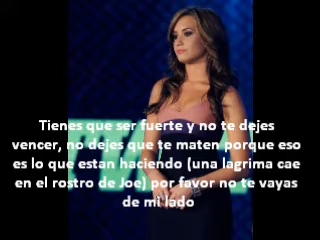 Tienes que ser fuerte y no te dejes
vencer, no dejes que te maten porque eso
es lo que estan haciendo (una lagrima cae
en el rostro de Joe) por favor no te vayas
de mi lado